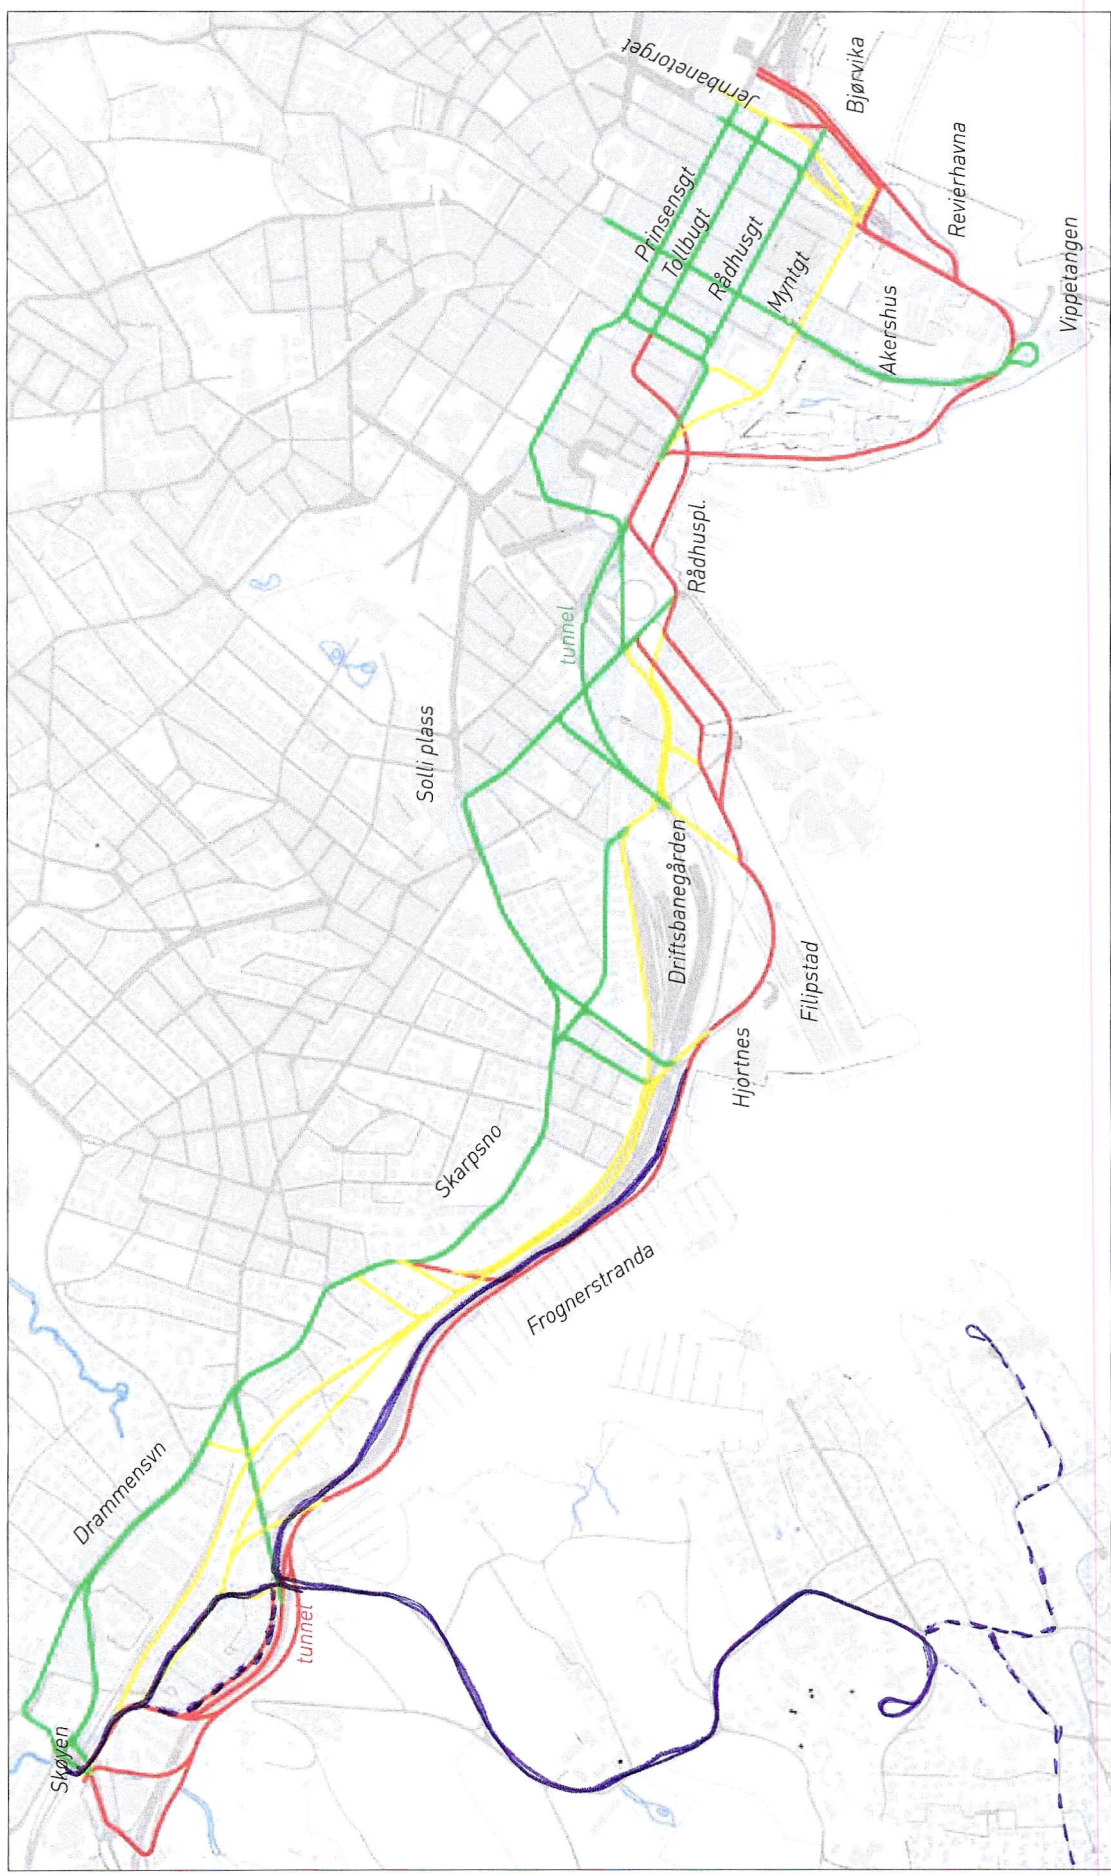 Jernbanetorget
Bjørvika
Revierhavna
Vippetangen
Prinsensgt
Tollbugt
Rådhusgt
Myntgt
Akershus
Rådhuspl.
tunnel
Solli plass
Driftsbanegården
Filipstad
Hjortnes
Skarpsno
Frognerstranda
Drammensvn
tunnel
Skøyen